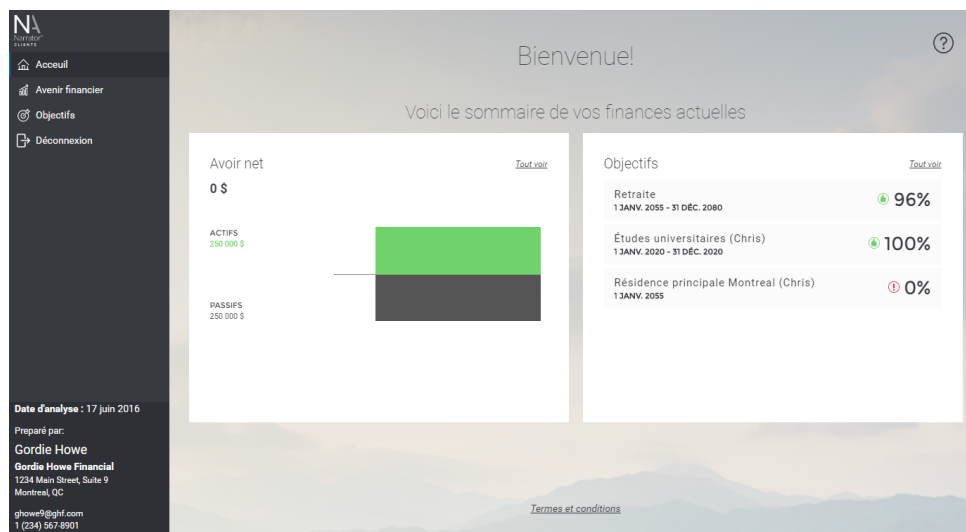 NA
Narrator®
CLIENTS
Acceuil
Avenir financier
Objectifs
Déconnexion
Date d'analyse : 17 juin 2016
Preparé par:
Gordie Howe
Gordie Howe Financial
1234 Main Street, Suite 9
Montreal, QC
ghowe9@ghf.com
1 (234) 567-8901
?
Bienvenue!
Voici le sommaire de vos finances actuelles
Avoir net
Tout voir
0 $
ACTIFS
250 000 $
PASSIFS
250 000 $
Objectifs
Tout voir
Retraite
1 JANV. 2055 - 31 DÉC. 2080
96%
Études universitaires (Chris)
1 JANV. 2020 - 31 DÉC. 2020
100%
Résidence principale Montreal (Chris)
1 JANV. 2055
0%
Termes et conditions